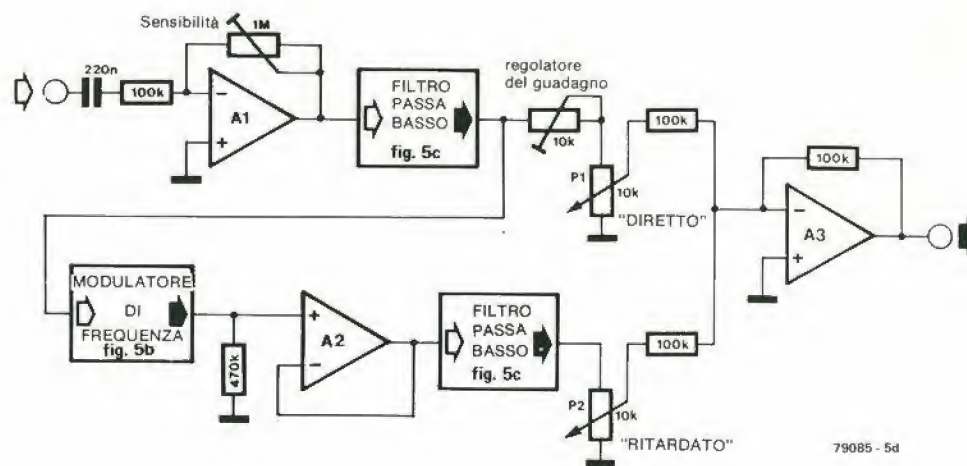 Sensibilità
1M
220n
100k
A1
FILTRO
PASSA
BASSO
fig. 5c
regolatore
del guadagno
10k
P1
10k
"DIRETTO"
100k
100k
A3
MODULATORE
DI
FREQUENZA
fig. 5b
470k
A2
FILTRO
PASSA
BASSO
fig. 5c
P2
10k
"RITARDATO"
100k
79085 - 5d